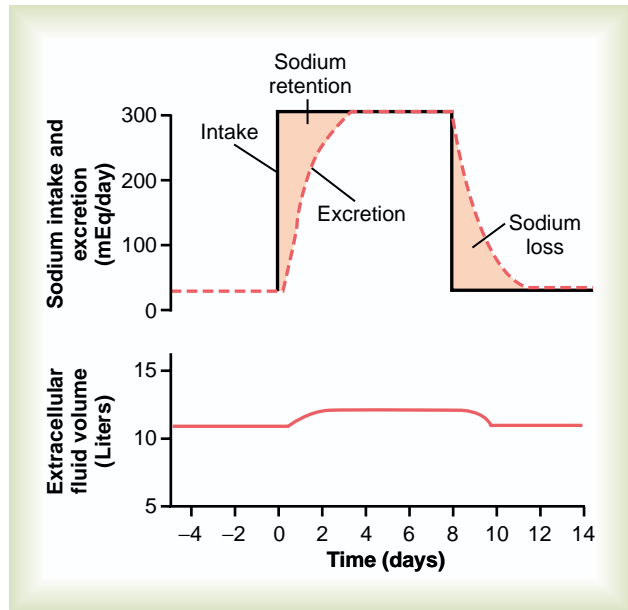 Sodium
retention
Sodium intake and
excretion
(mEq/day)
300
200
100
0
Intake
Excretion
Sodium
loss
Extracellular
fluid volume
(Liters)
15
10
5
−4 −2 0 2 4 6 8 10 12 14
Time (days)